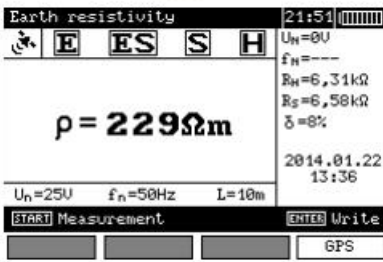 Earth resistivity
21:51
E ES S H
U_N=0V
f_N=---
R_H=6,31kΩ
R_S=6,58kΩ
δ=8%
ρ = 229Ωm
2014.01.22
13:36
U_n=25V f_n=50Hz L=10m
START Measurement
ENTER Write
GPS